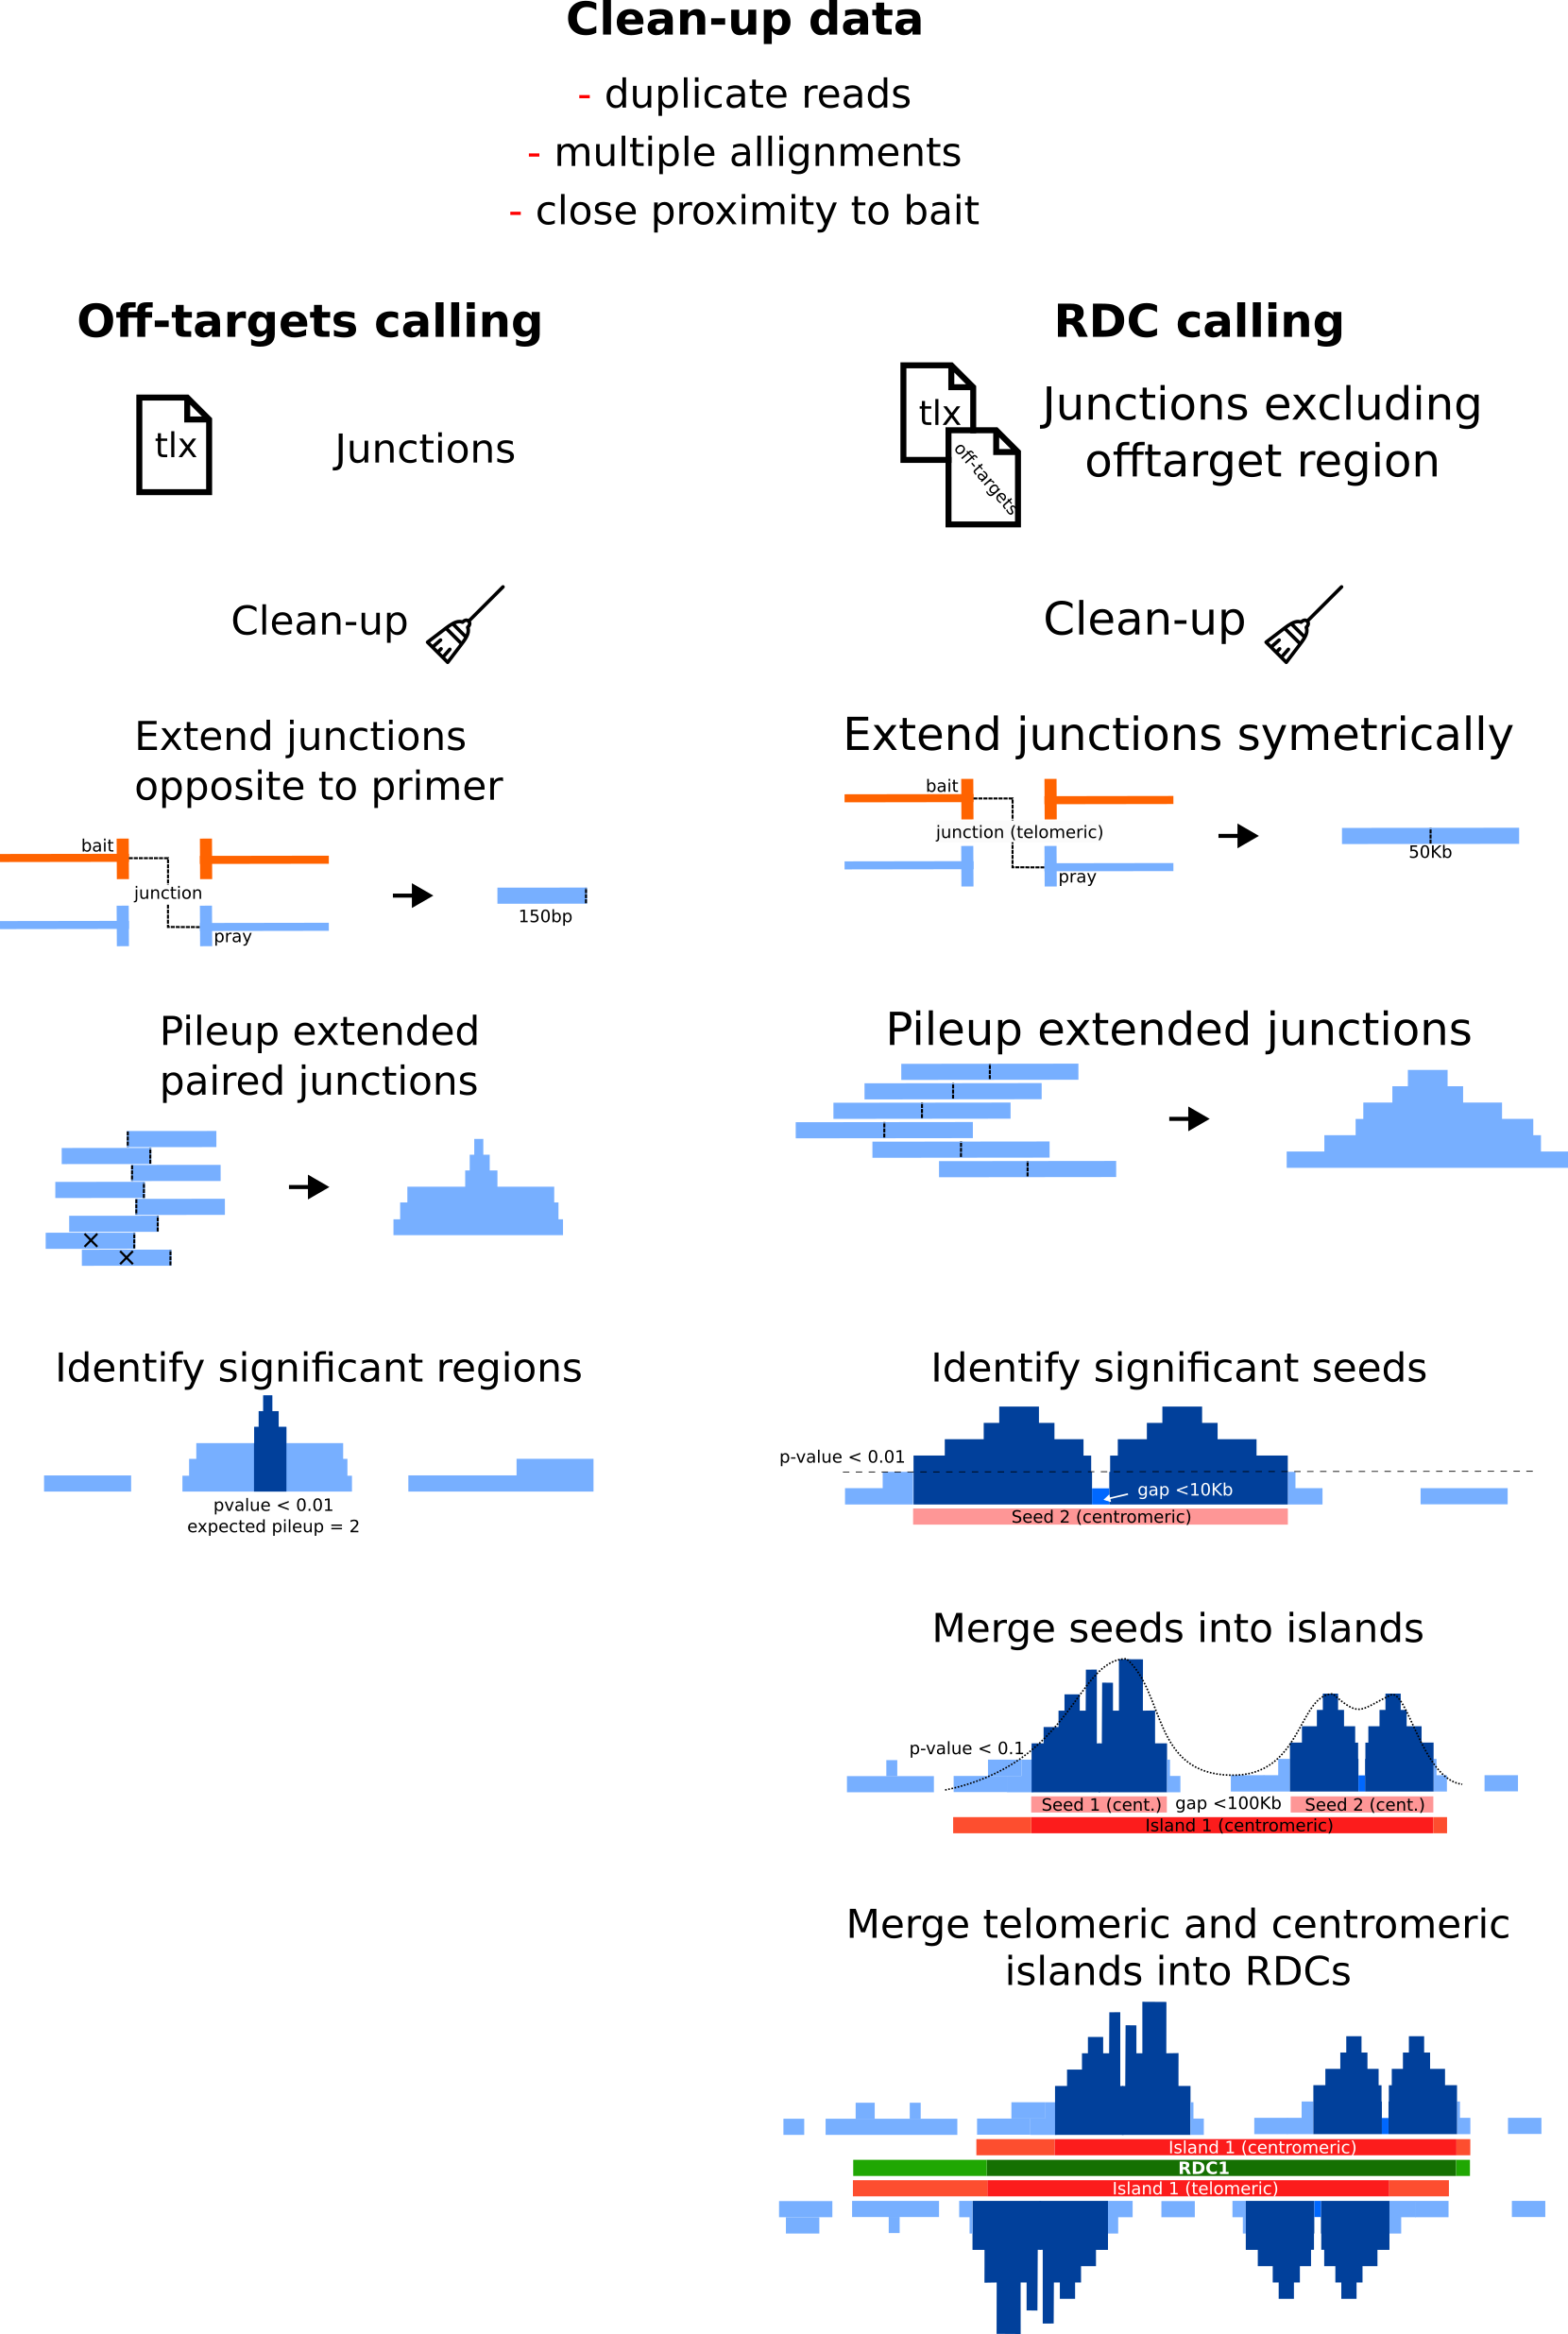 Clean-up data
- duplicate reads
- multiple allignments
- close proximity to bait
Off-targets calling
tlx
Junctions
Clean-up
Extend junctions
opposite to primer
bait
junction
pray
150bp
Pileup extended
paired junctions
Identify significant regions
pvalue < 0.01
expected pileup = 2
RDC calling
tlx
off-targets
Junctions excluding
offtarget region
Clean-up
Extend junctions symetrically
bait
junction (telomeric)
pray
50Kb
Pileup extended junctions
Identify significant seeds
p-value < 0.01
gap <10Kb
Seed 2 (centromeric)
Merge seeds into islands
p-value < 0.1
Seed 1 (cent.) gap <100Kb Seed 2 (cent.)
Island 1 (centromeric)
Merge telomeric and centromeric
islands into RDCs
Island 1 (centromeric)
RDC1
Island 1 (telomeric)